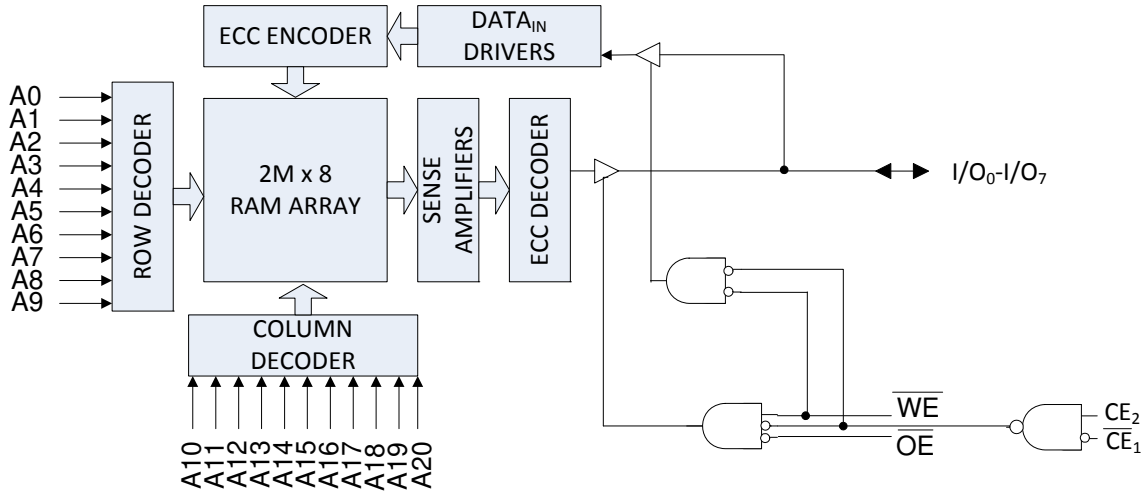 ECC ENCODER
DATAIN
DRIVERS
A0
A1
A2
A3
A4
A5
A6
A7
A8
A9
ROW DECODER
2M x 8
RAM ARRAY
SENSE
AMPLIFIERS
ECC DECODER
I/O0-I/O7
COLUMN
DECODER
A10
A11
A12
A13
A14
A15
A16
A17
A18
A19
A20
WE
OE
CE2
CE1